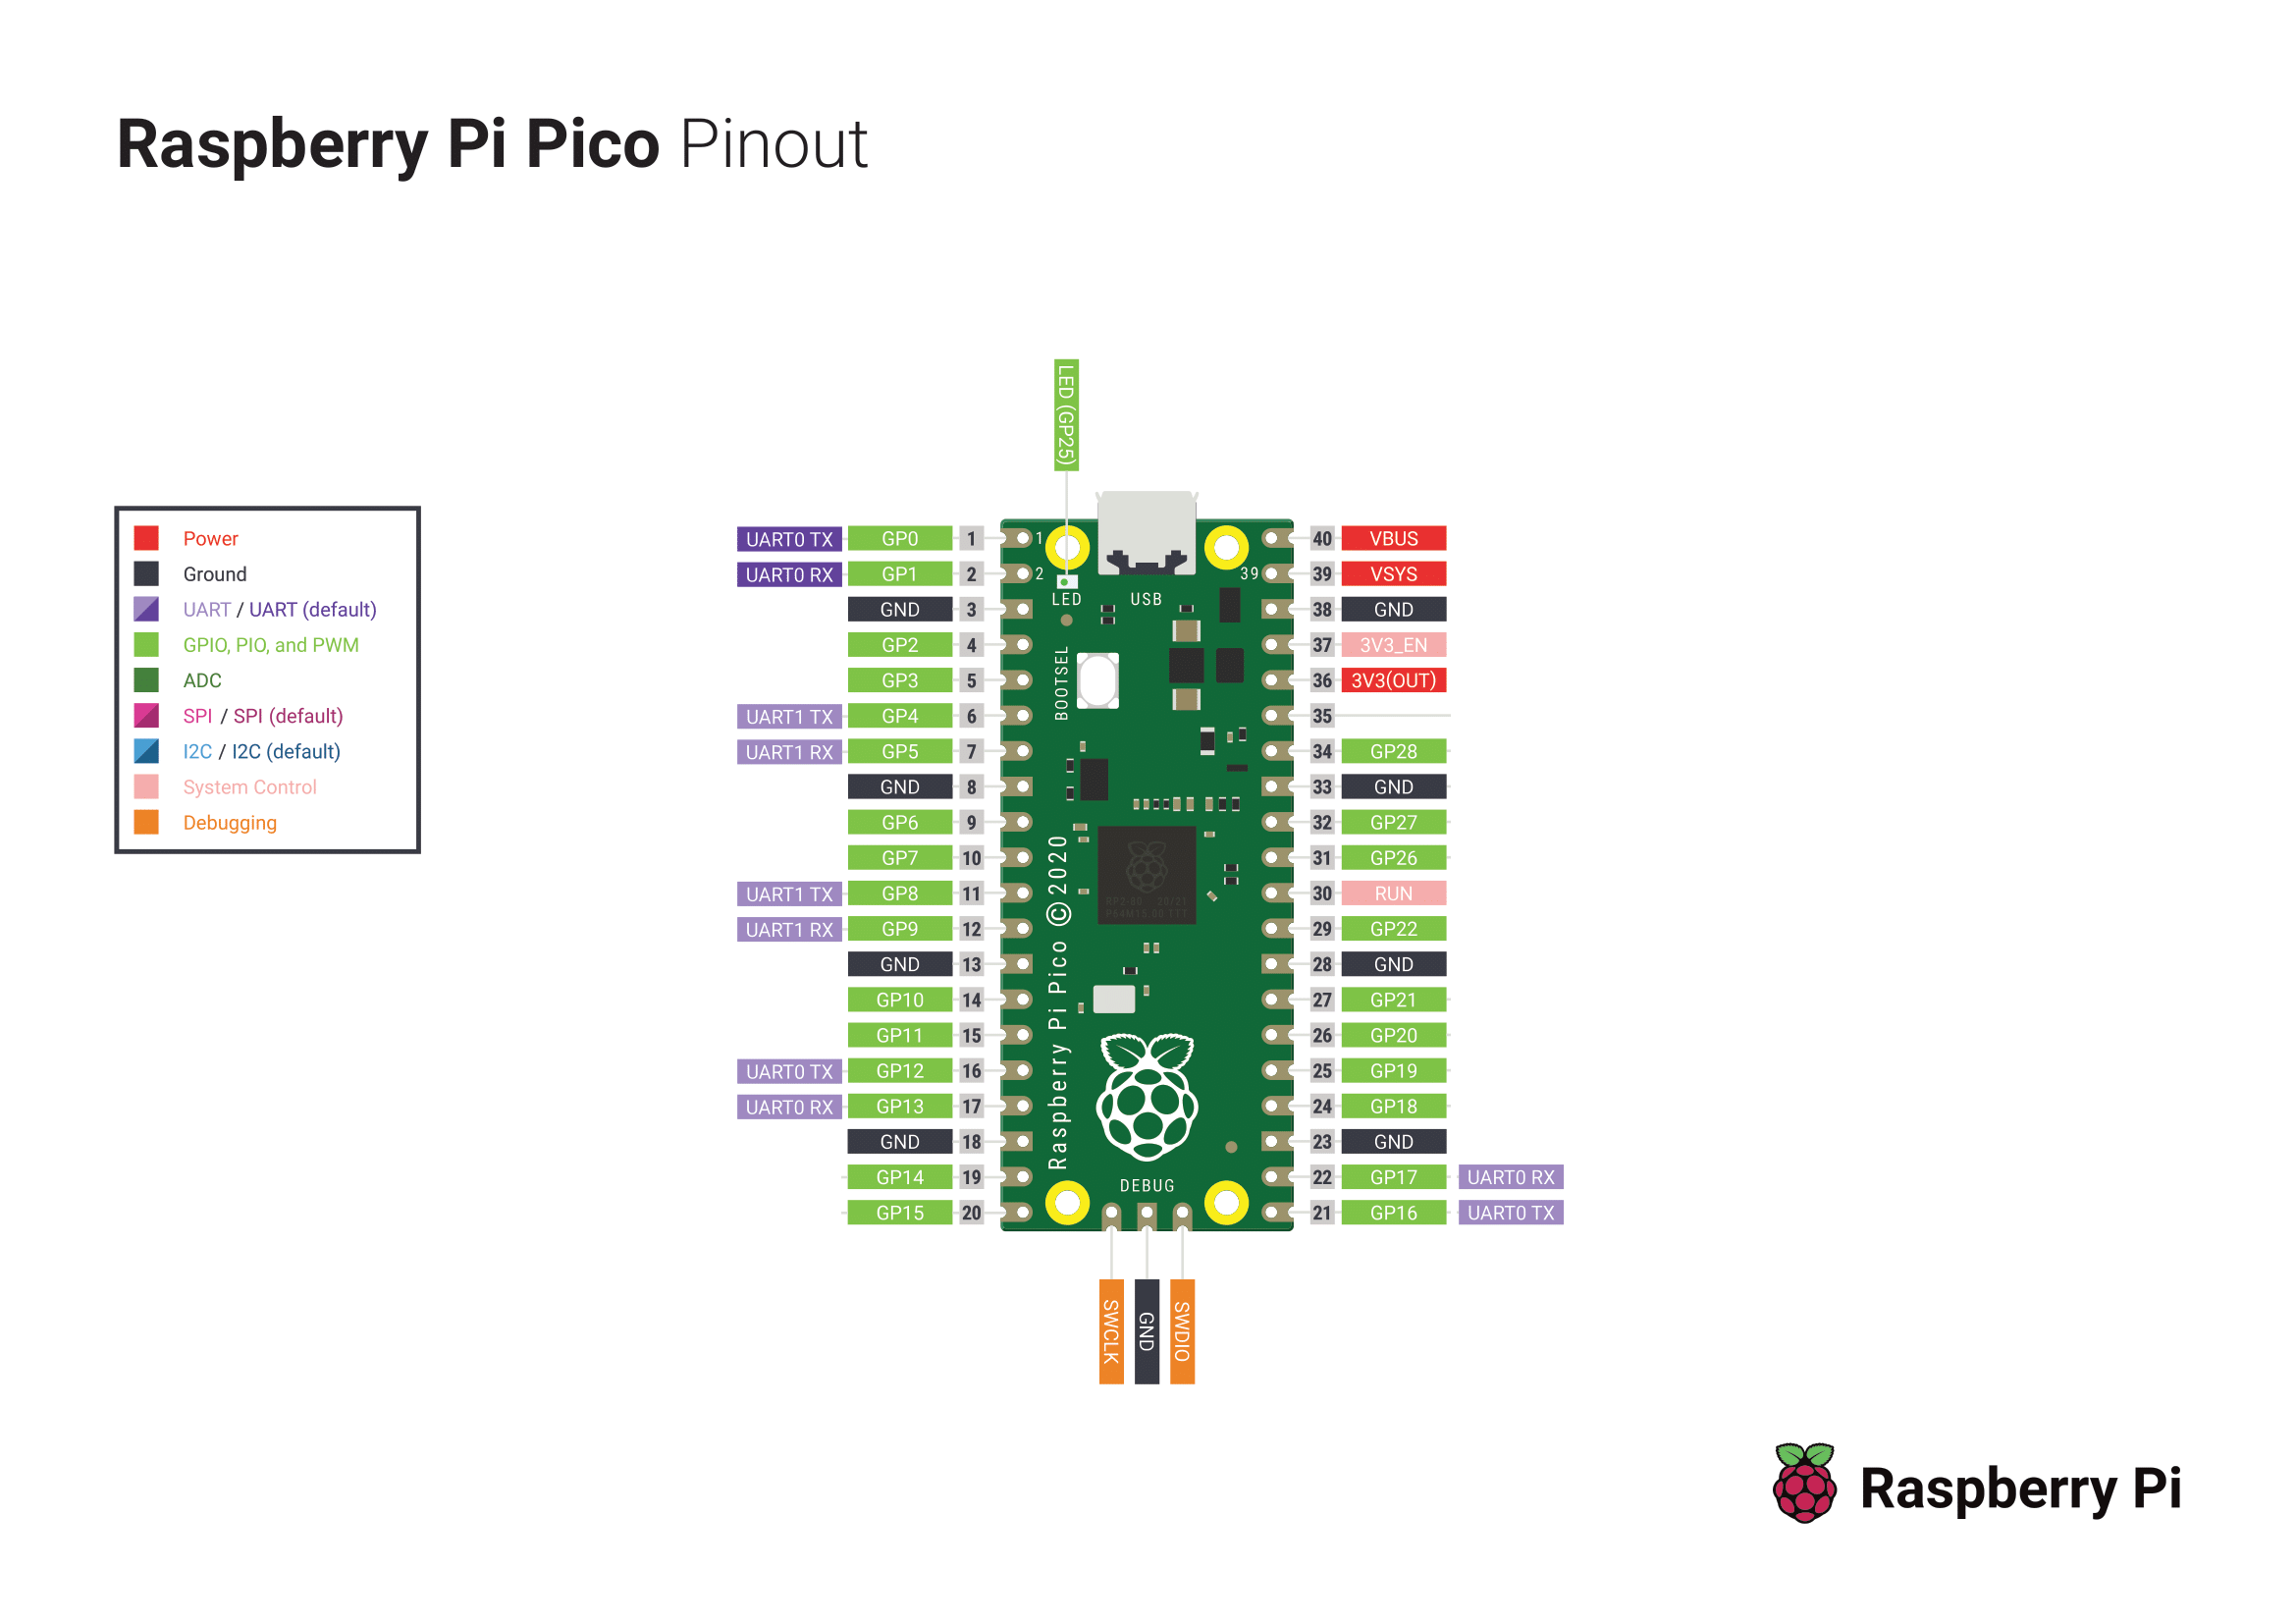 Raspberry Pi Pico Pinout
LED (GP25)
Power
Ground
UART / UART (default)
GPIO, PIO, and PWM
ADC
SPI / SPI (default)
I2C / I2C (default)
System Control
Debugging
UART0 TX GP0 1
UART0 RX GP1 2
GND 3
GP2 4
GP3 5
UART1 TX GP4 6
UART1 RX GP5 7
GND 8
GP6 9
GP7 10
UART1 TX GP8 11
UART1 RX GP9 12
GND 13
GP10 14
GP11 15
UART0 TX GP12 16
UART0 RX GP13 17
GND 18
GP14 19
GP15 20
1
2
39
LED
USB
BOOTSEL
Raspberry Pi Pico ©2020
DEBUG
40 VBUS
39 VSYS
38 GND
37 3V3_EN
36 3V3(OUT)
35
34 GP28
33 GND
32 GP27
31 GP26
30 RUN
29 GP22
28 GND
27 GP21
26 GP20
25 GP19
24 GP18
23 GND
22 GP17 UART0 RX
21 GP16 UART0 TX
SWCLK
GND
SWDIO
Raspberry Pi